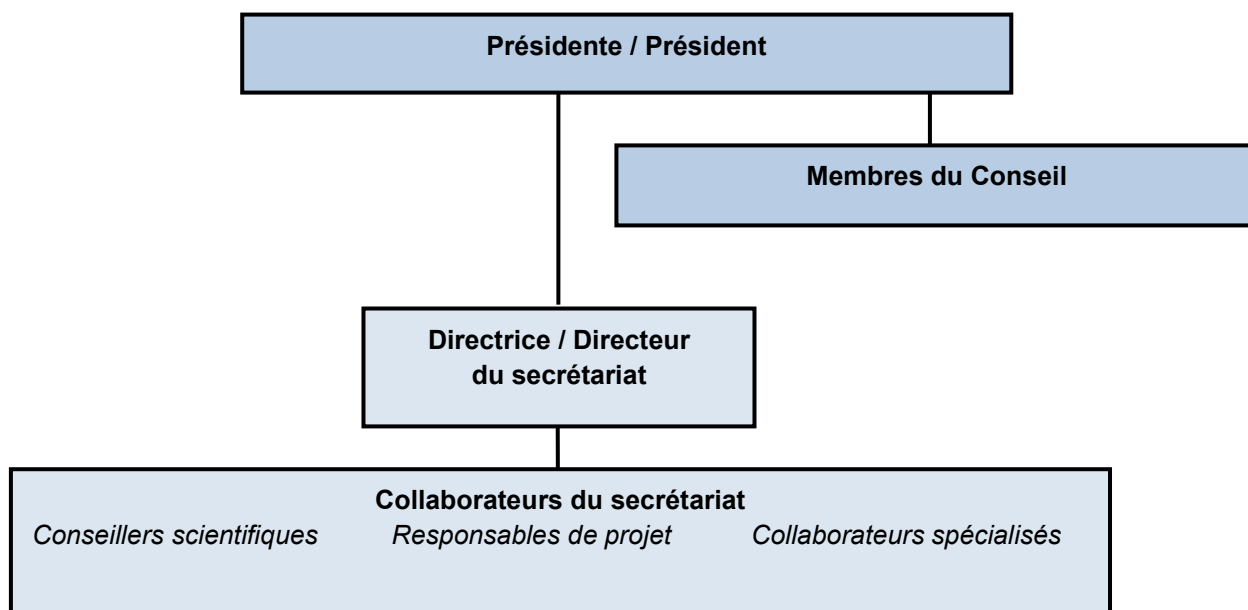 Présidente / Président
Membres du Conseil
Directrice / Directeur
du secrétariat
Collaborateurs du secrétariat
Conseillers scientifiques Responsables de projet Collaborateurs spécialisés